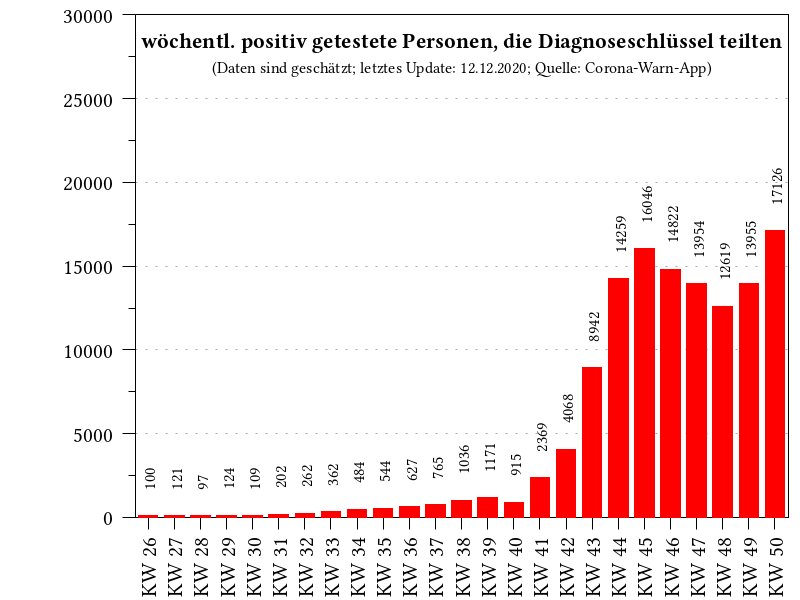 wöchentl. positiv getestete Personen, die Diagnoseschlüssel teilten
(Daten sind geschätzt; letztes Update: 12.12.2020; Quelle: Corona-Warn-App)
30000
25000
20000
15000
10000
5000
0
100
121
97
124
109
202
262
362
484
544
627
765
1036
1171
915
2369
4068
8942
14259
16046
14822
13954
12619
13955
17126
KW 26
KW 27
KW 28
KW 29
KW 30
KW 31
KW 32
KW 33
KW 34
KW 35
KW 36
KW 37
KW 38
KW 39
KW 40
KW 41
KW 42
KW 43
KW 44
KW 45
KW 46
KW 47
KW 48
KW 49
KW 50